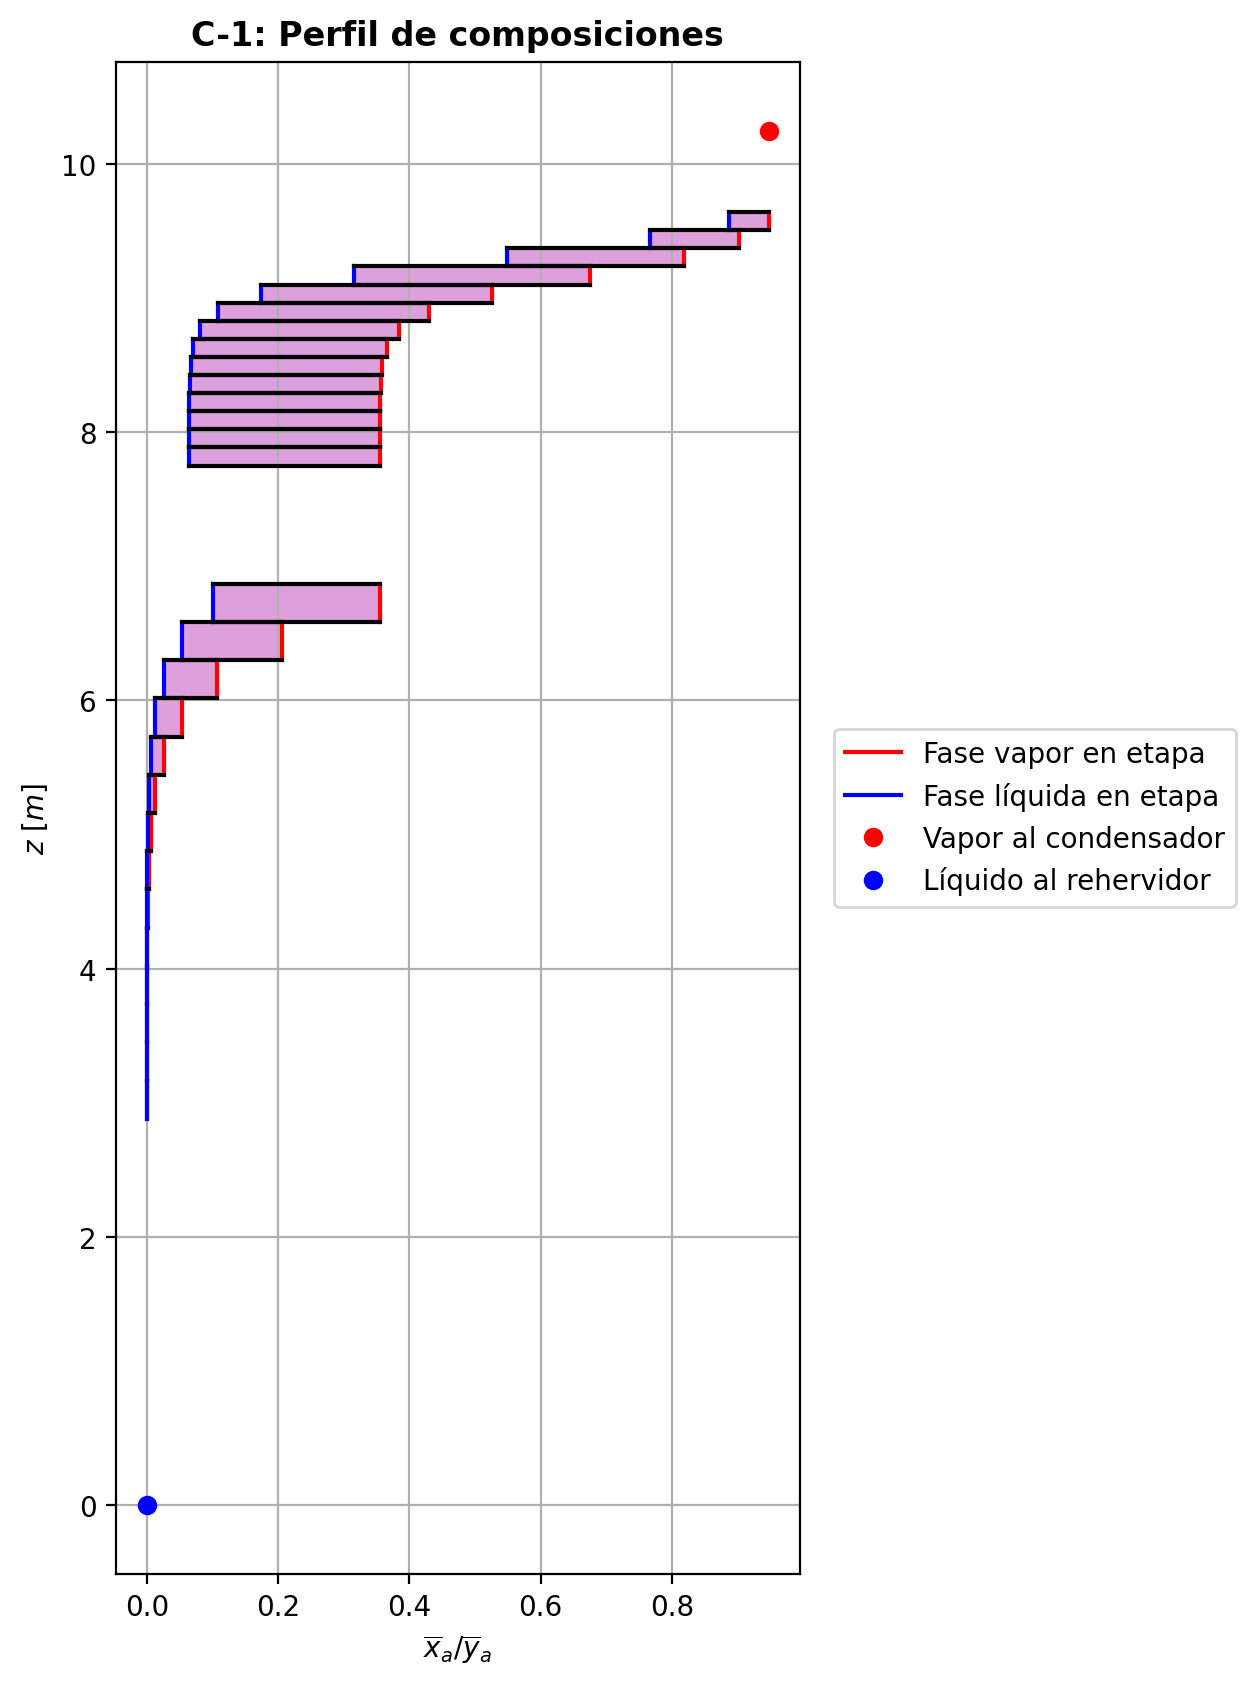 C-1: Perfil de composiciones
10
8
6
4
2
0
z [m]
0.0 0.2 0.4 0.6 0.8
x̅ₐ/y̅ₐ
Fase vapor en etapa
Fase líquida en etapa
Vapor al condensador
Líquido al rehervidor